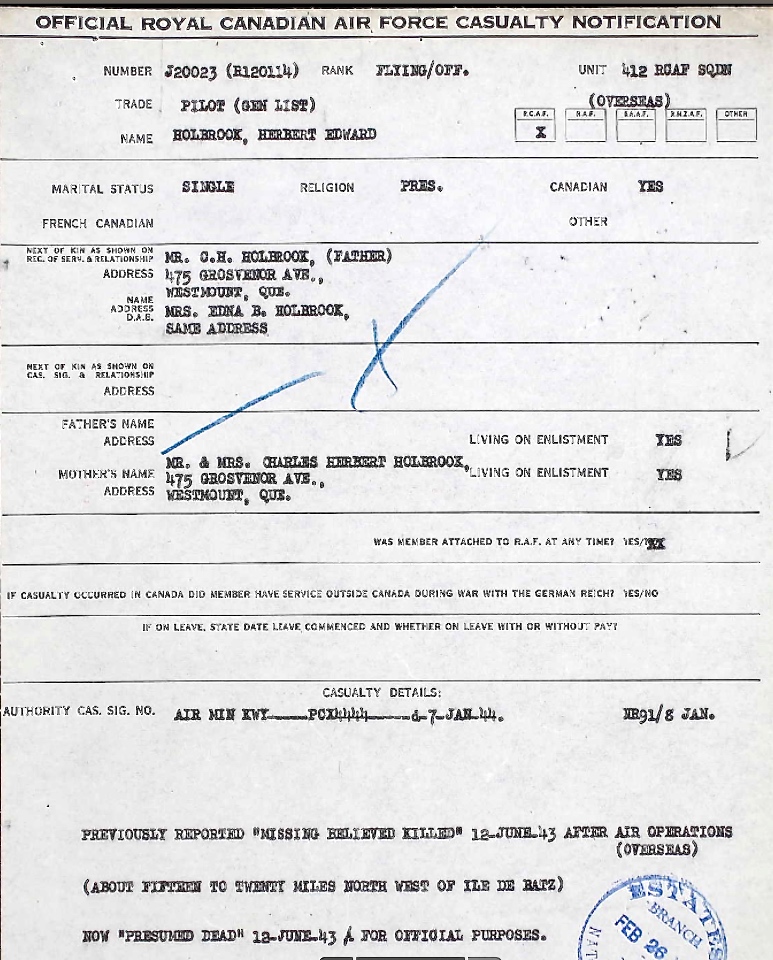 OFFICIAL ROYAL CANADIAN AIR FORCE CASUALTY NOTIFICATION
NUMBER J20023 (R120114) RANK FLYING/OFF. UNIT 412 RCAF SQDN
TRADE PILOT (GEN LIST) (OVERSEAS)
R.C.A.F. R.A.F. R.A.A.F. R.N.Z.A.F. OTHER
NAME HOLBROOK, HERBERT EDWARD X
MARITAL STATUS SINGLE RELIGION PRES. CANADIAN YES
FRENCH CANADIAN OTHER
NEXT OF KIN AS SHOWN ON
REC. OF SERV. & RELATIONSHIP MR. C.H. HOLBROOK, (FATHER)
ADDRESS 475 GROSVENOR AVE.,
WESTMOUNT, QUE.
NAME
ADDRESS MRS. EDNA B. HOLBROOK,
D.A.B. SAME ADDRESS
NEXT OF KIN AS SHOWN ON
CAS. SIG. & RELATIONSHIP
ADDRESS
FATHER'S NAME
ADDRESS LIVING ON ENLISTMENT YES
MR. & MRS. CHARLES HERBERT HOLBROOK,
MOTHER'S NAME 475 GROSVENOR AVE., LIVING ON ENLISTMENT YES
ADDRESS WESTMOUNT, QUE.
WAS MEMBER ATTACHED TO R.A.F. AT ANY TIME? YES/XX
IF CASUALTY OCCURRED IN CANADA DID MEMBER HAVE SERVICE OUTSIDE CANADA DURING WAR WITH THE GERMAN REICH? YES/NO
IF ON LEAVE, STATE DATE LEAVE COMMENCED AND WHETHER ON LEAVE WITH OR WITHOUT PAY?
CASUALTY DETAILS:
AUTHORITY CAS. SIG. NO. AIR MIN KWY-----PCX4444-----d-7-JAN-44. NR91/8 JAN.
PREVIOUSLY REPORTED "MISSING BELIEVED KILLED" 12-JUNE-43 AFTER AIR OPERATIONS
(OVERSEAS)
(ABOUT FIFTEEN TO TWENTY MILES NORTH WEST OF ILE DE BATZ)
ESTATES
BRANCH
FEB 26
NOW "PRESUMED DEAD" 12-JUNE-43 FOR OFFICIAL PURPOSES.